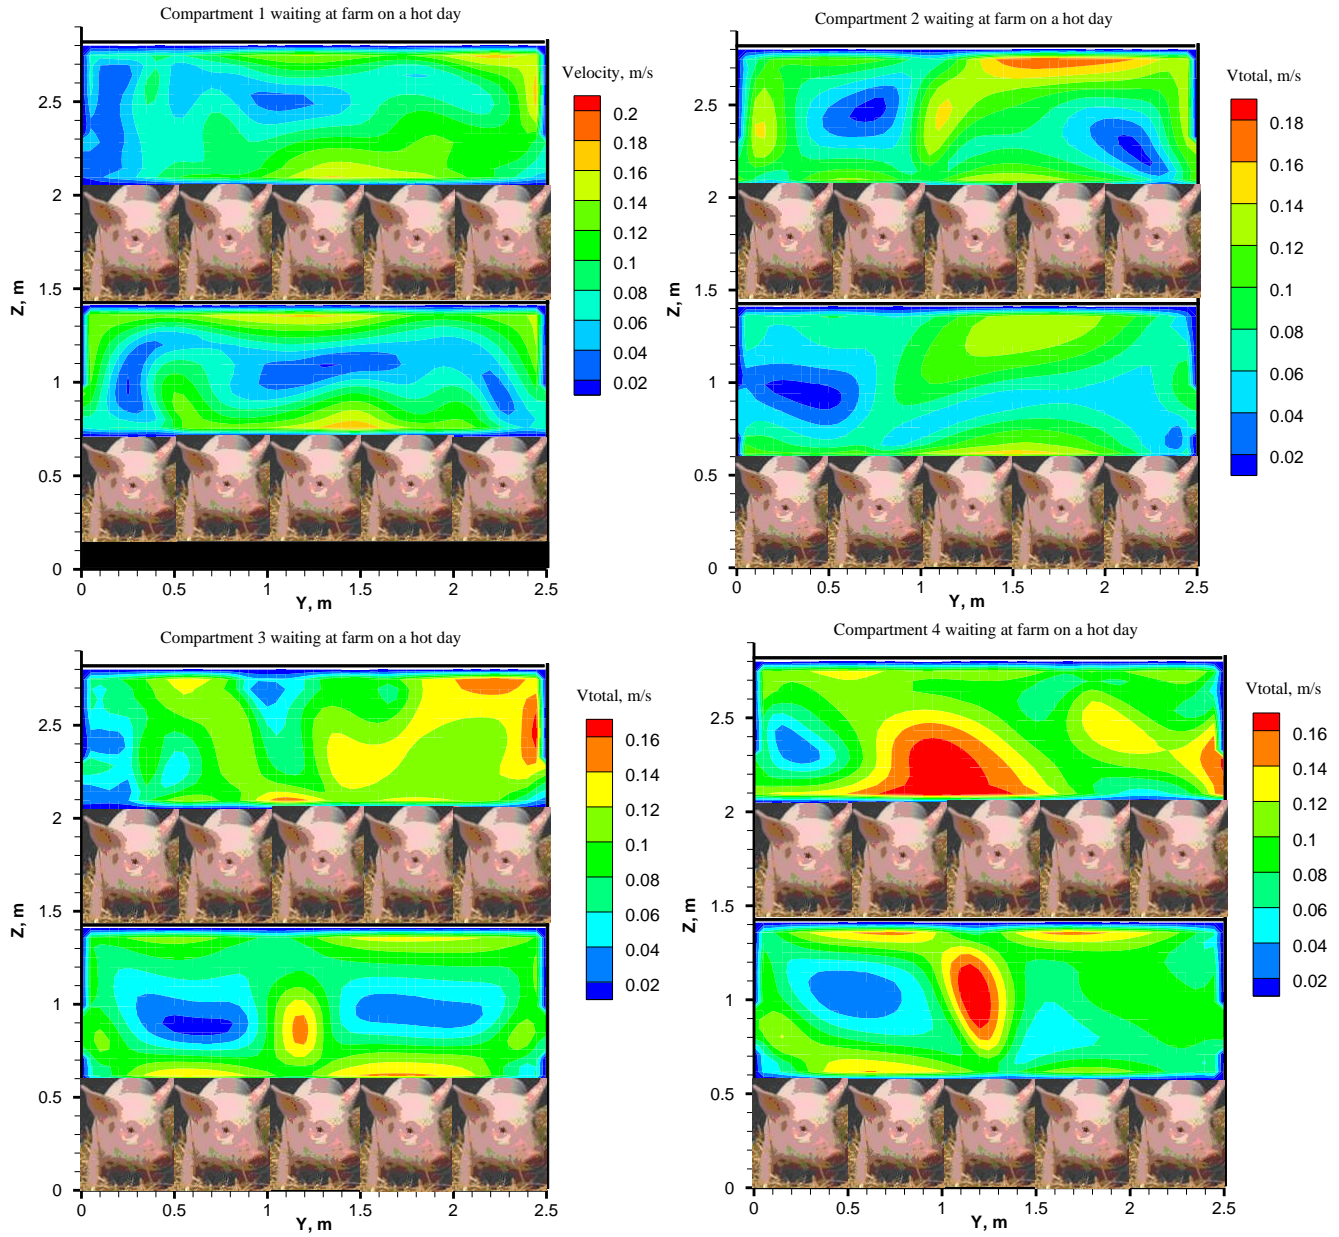 Compartment 1 waiting at farm on a hot day
Velocity, m/s
0.2
0.18
0.16
0.14
0.12
0.1
0.08
0.06
0.04
0.02
Z, m
2.5
2
1.5
1
0.5
0
0 0.5 1 1.5 2 2.5
Y, m
Compartment 2 waiting at farm on a hot day
Vtotal, m/s
0.18
0.16
0.14
0.12
0.1
0.08
0.06
0.04
0.02
Z, m
2.5
2
1.5
1
0.5
0
0 0.5 1 1.5 2 2.5
Y, m
Compartment 3 waiting at farm on a hot day
Vtotal, m/s
0.16
0.14
0.12
0.1
0.08
0.06
0.04
0.02
Z, m
2.5
2
1.5
1
0.5
0
0 0.5 1 1.5 2 2.5
Y, m
Compartment 4 waiting at farm on a hot day
Vtotal, m/s
0.16
0.14
0.12
0.1
0.08
0.06
0.04
0.02
Z, m
2.5
2
1.5
1
0.5
0
0 0.5 1 1.5 2 2.5
Y, m